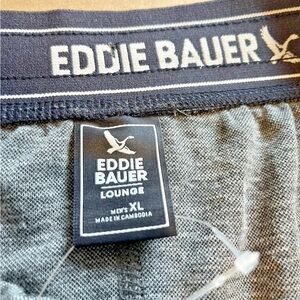 EDDIE BAUER
EDDIE
BAUER
LOUNGE
MEN'S XL
MADE IN CAMBODIA